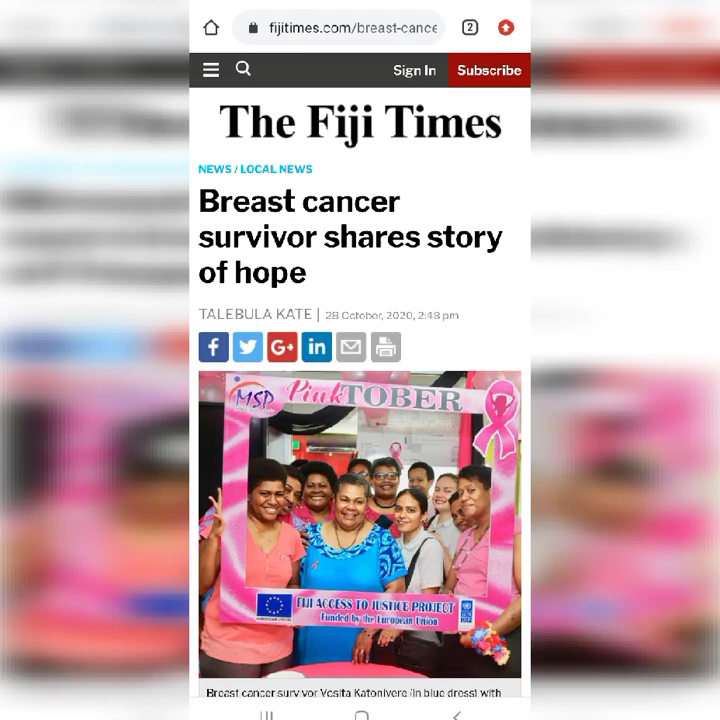 fijitimes.com/breast-cance
2
Sign In
Subscribe
The Fiji Times
NEWS / LOCAL NEWS
Breast cancer
survivor shares story
of hope
TALEBULA KATE | 28 October, 2020, 2:48 pm
f
G+
in
MSP
PinkTOBER
FIJI ACCESS TO JUSTICE PROJECT
Funded by the European Union
Breast cancer survivor Vosita Katonivere (in blue dress) with